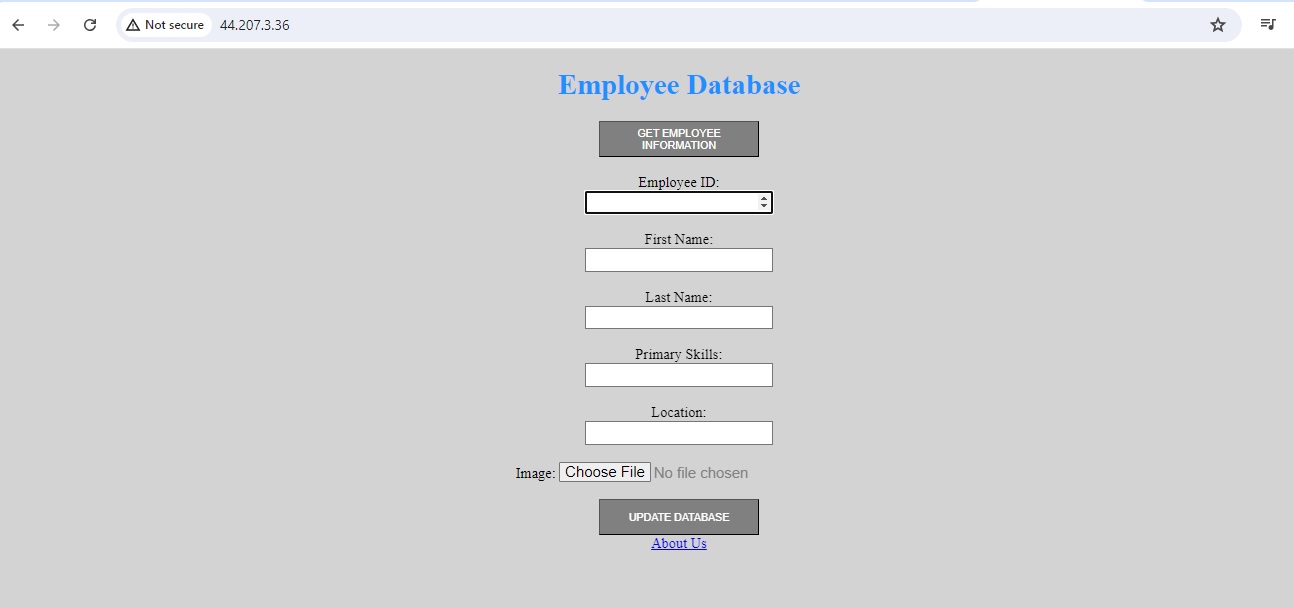 Not secure 44.207.3.36
Employee Database
GET EMPLOYEE
INFORMATION
Employee ID:
First Name:
Last Name:
Primary Skills:
Location:
Image: Choose File No file chosen
UPDATE DATABASE
About Us